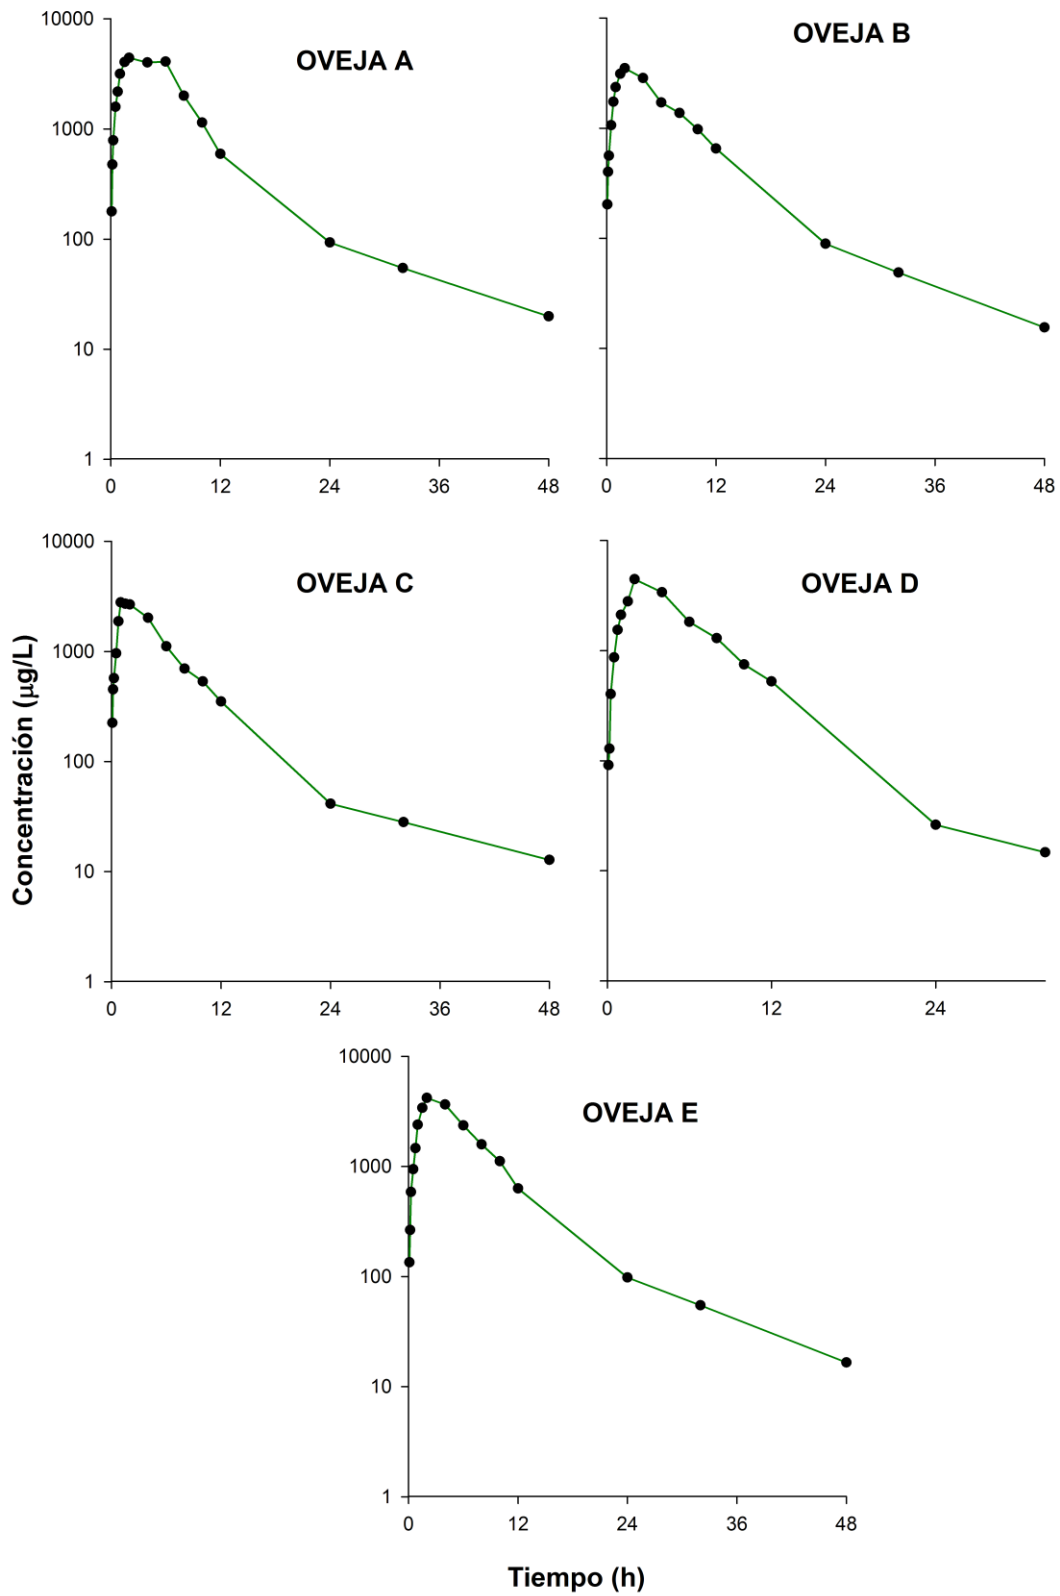 OVEJA A
10000
1000
100
10
1
0 12 24 36 48
OVEJA B
0 12 24 36 48
Concentración (µg/L)
OVEJA C
10000
1000
100
10
1
0 12 24 36 48
OVEJA D
0 12 24
OVEJA E
10000
1000
100
10
1
0 12 24 36 48
Tiempo (h)